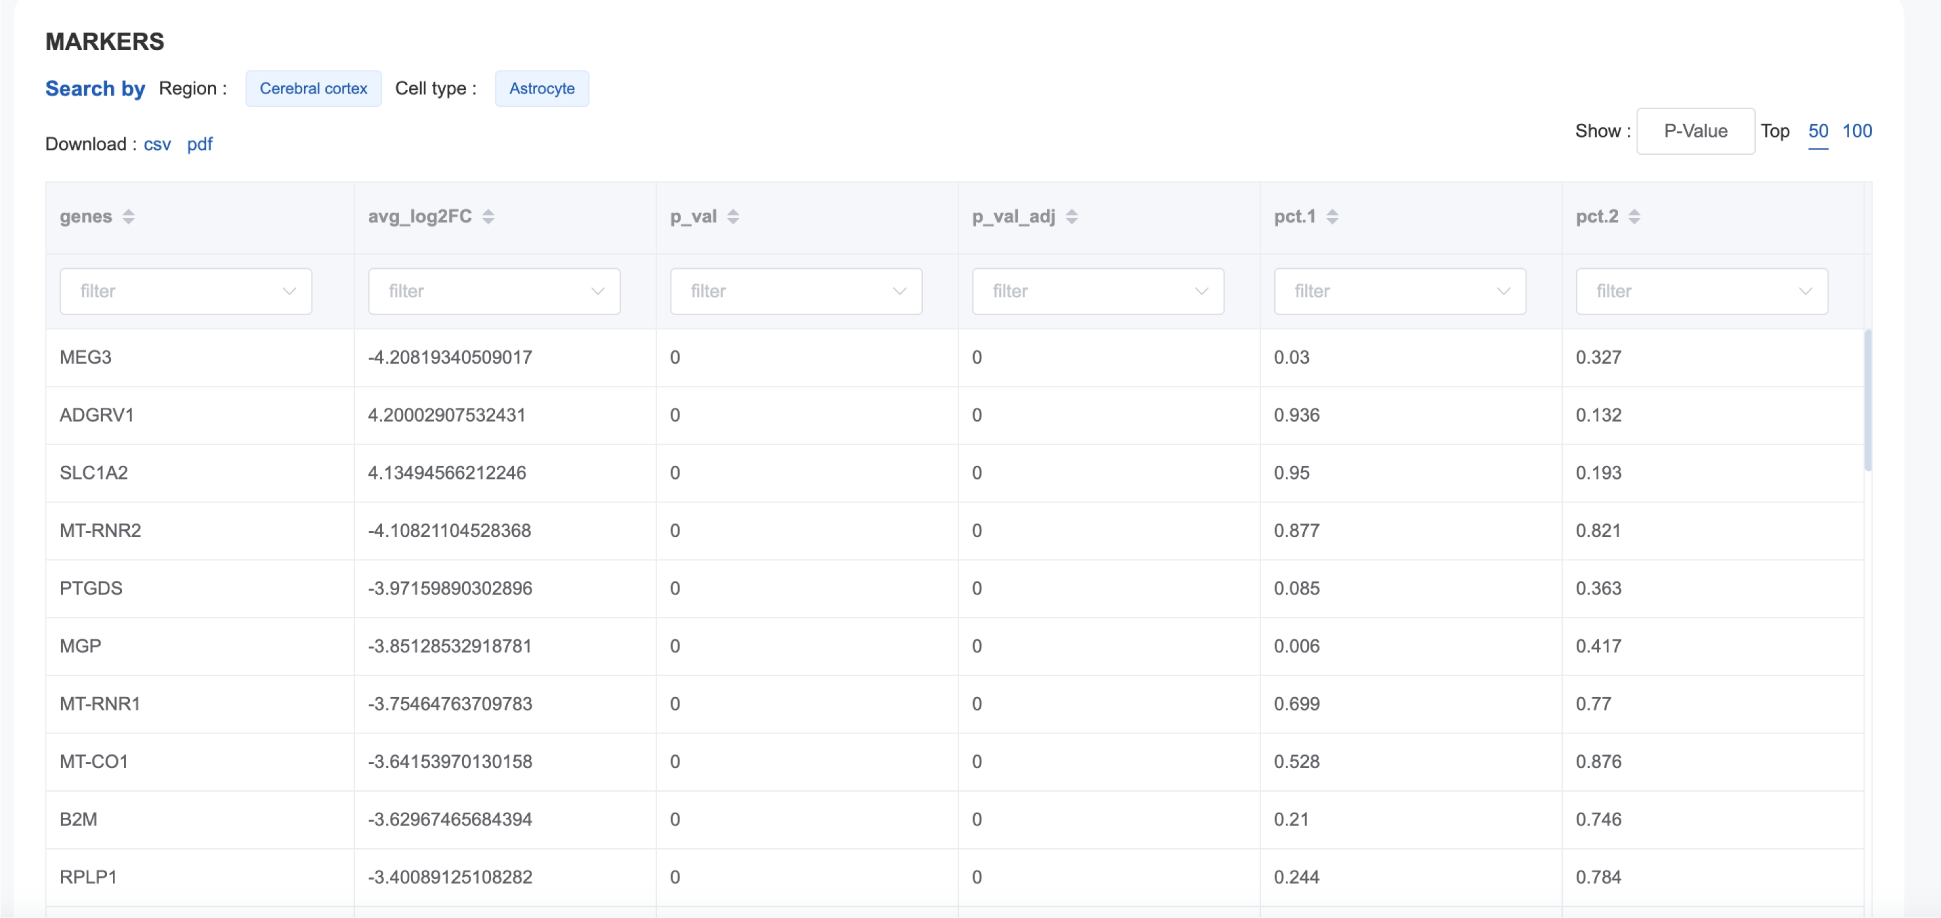 MARKERS
Search by Region : Cerebral cortex Cell type : Astrocyte
Download : csv pdf
Show : P-Value Top 50 100
genes avg_log2FC p_val p_val_adj pct.1 pct.2
filter filter filter filter filter filter
MEG3 -4.20819340509017 0 0 0.03 0.327
ADGRV1 4.20002907532431 0 0 0.936 0.132
SLC1A2 4.13494566212246 0 0 0.95 0.193
MT-RNR2 -4.10821104528368 0 0 0.877 0.821
PTGDS -3.97159890302896 0 0 0.085 0.363
MGP -3.85128532918781 0 0 0.006 0.417
MT-RNR1 -3.75464763709783 0 0 0.699 0.77
MT-CO1 -3.64153970130158 0 0 0.528 0.876
B2M -3.62967465684394 0 0 0.21 0.746
RPLP1 -3.40089125108282 0 0 0.244 0.784